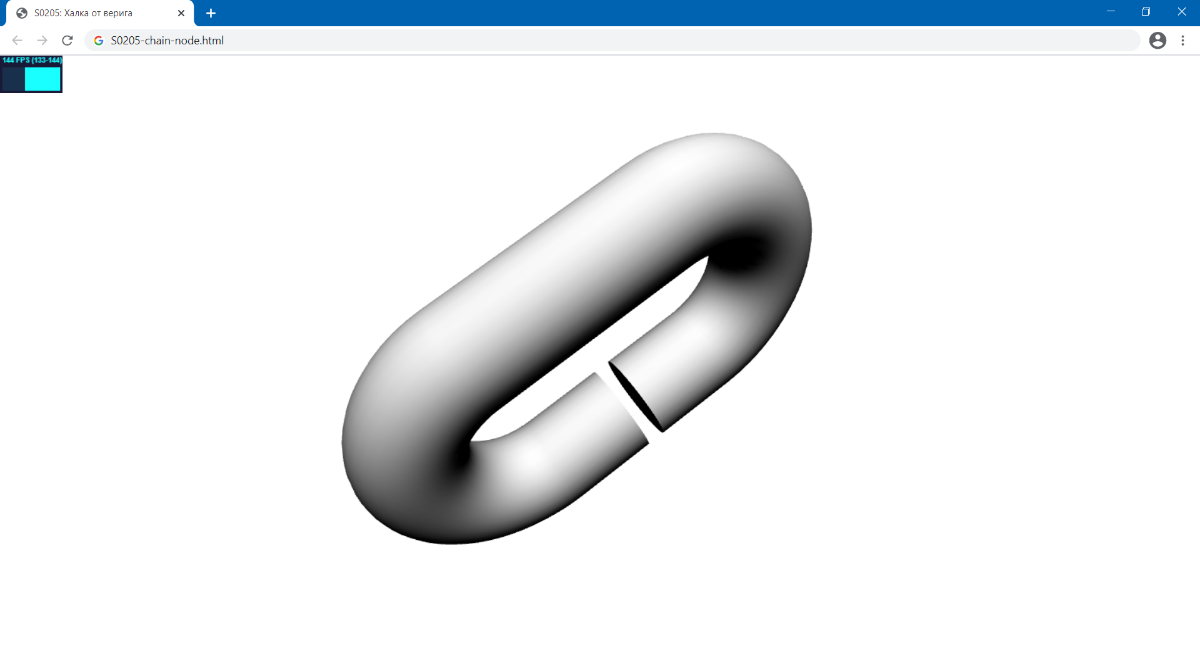 S0205: Халка от верига
S0205-chain-node.html
144 FPS (133-144)